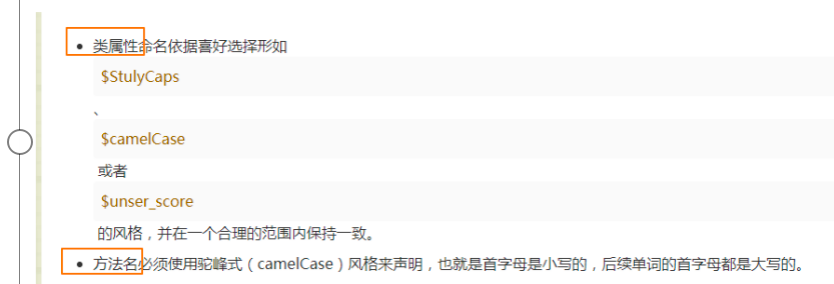 类属性命名依据喜好选择形如
$StulyCaps
、
$camelCase
或者
$unser_score
的风格，并在一个合理的范围内保持一致。
方法名必须使用驼峰式（camelCase）风格来声明，也就是首字母是小写的，后续单词的首字母都是大写的。